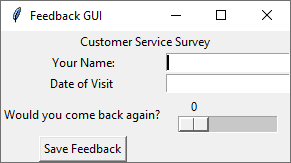 Feedback GUI
Customer Service Survey
Your Name:
Date of Visit
0
Would you come back again?
Save Feedback